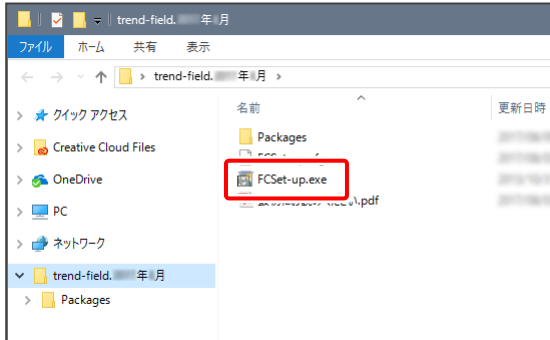 trend-field. 年 月
ファイル ホーム 共有 表示
trend-field. 年 月
名前 更新日時
クイック アクセス
Packages
Creative Cloud Files
FCSet-up.exe
OneDrive
.pdf
PC
ネットワーク
trend-field. 年 月
Packages